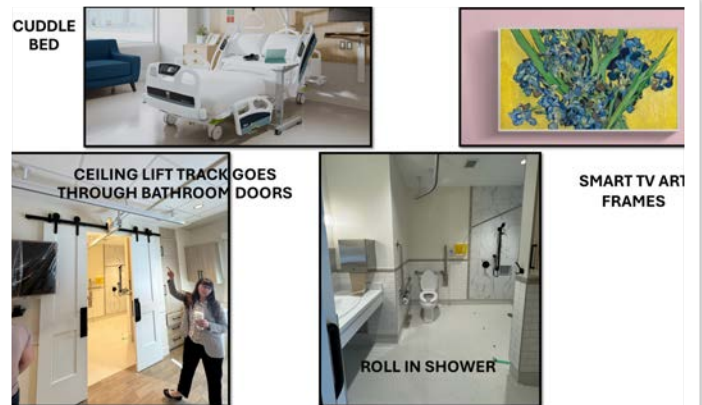 CUDDLE
BED
CEILING LIFT TRACK GOES
THROUGH BATHROOM DOORS
SMART TV ART
FRAMES
ROLL IN SHOWER